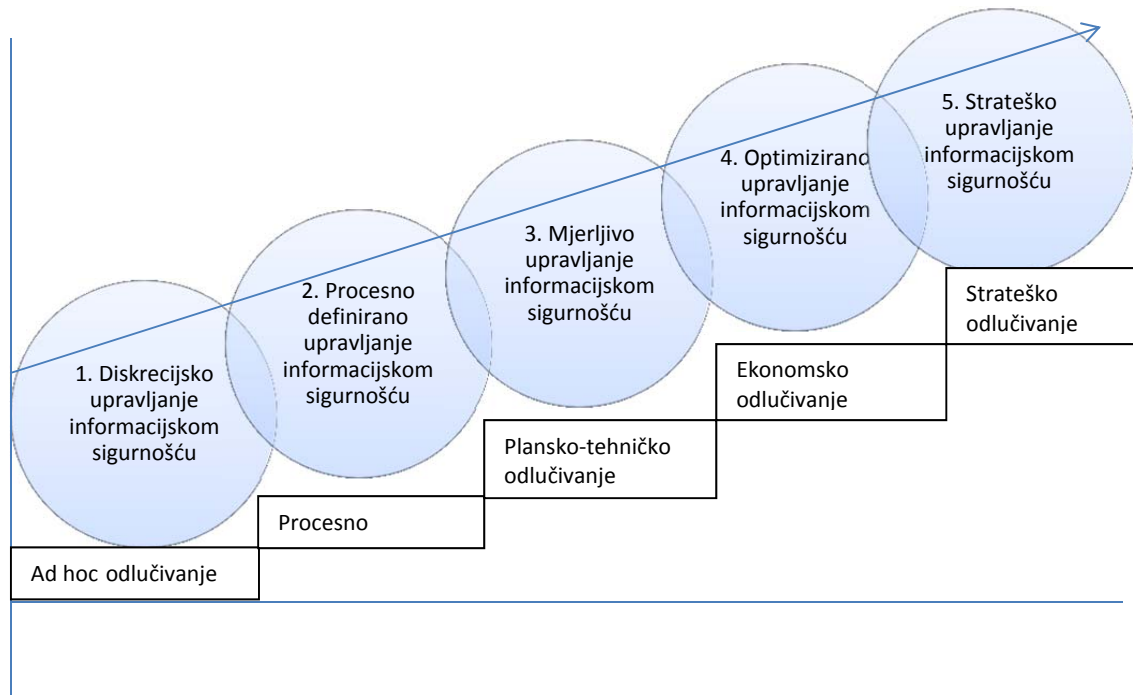 1. Diskrecijsko
upravljanje
informacijskom
sigurnošću
2. Procesno
definirano
upravljanje
informacijskom
sigurnošću
3. Mjerljivo
upravljanje
informacijskom
sigurnošću
4. Optimizirano
upravljanje
informacijskom
sigurnošću
5. Strateško
upravljanje
informacijskom
sigurnošću
Ad hoc odlučivanje
Procesno
Plansko-tehničko
odlučivanje
Ekonomsko
odlučivanje
Strateško
odlučivanje